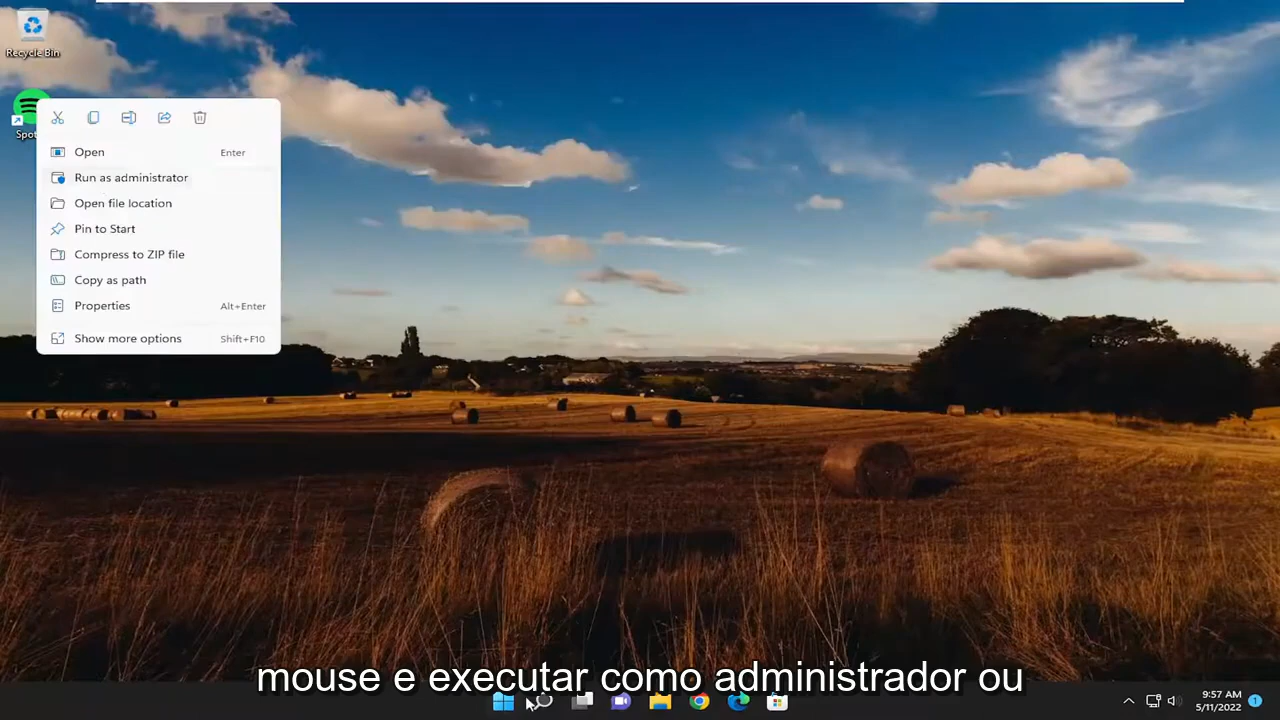 Recycle Bin
Spot
Open Enter
Run as administrator
Open file location
Pin to Start
Compress to ZIP file
Copy as path
Properties Alt+Enter
Show more options Shift+F10
mouse e executar como administrador ou
9:57 AM
5/11/2022
1